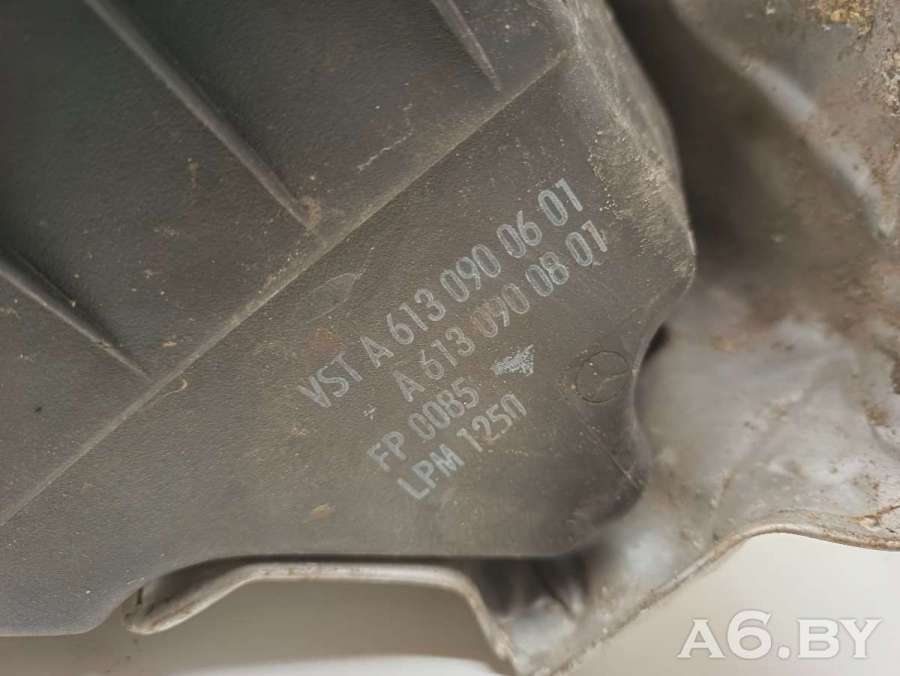 VST A 613 090 06 01
A 613 090 08 01
FP 0085
LPM 1250
A6.BY